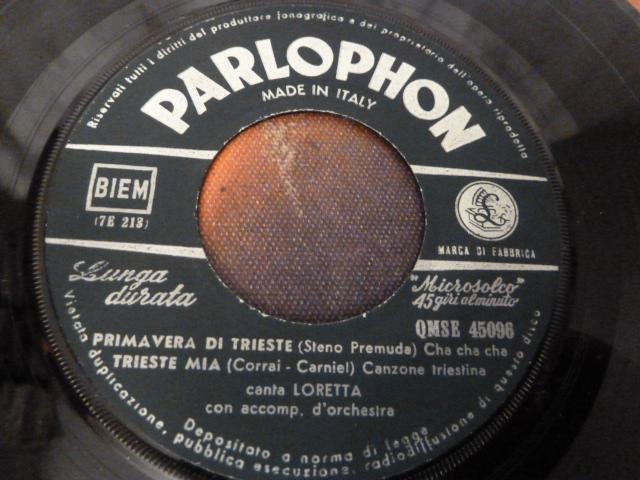 Riservati tutti i diritti del produttore fonografico e del proprietario dell'opera riprodotta
PARLOPHON
MADE IN ITALY
BIEM
(7E 213)
£
MARCA DI FABBRICA
Lunga
durata
"Microsolco"
45 giri al minuto
QMSE 45096
PRIMAVERA DI TRIESTE (Steno Premuda) Cha cha cha
TRIESTE MIA (Corrai - Carniel) Canzone triestina
canta LORETTA
con accomp. d'orchestra
Depositato a norma di legge
Vietata duplicazione, pubblica esecuzione, radiodiffusione di questo disco